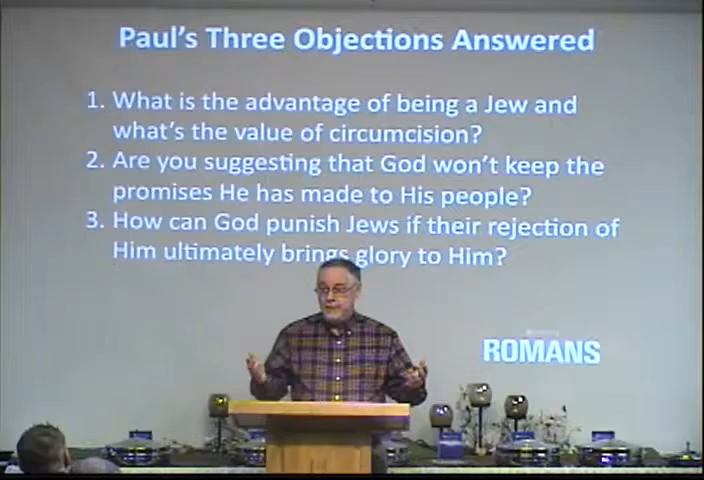 Paul's Three Objections Answered
1. What is the advantage of being a Jew and
what's the value of circumcision?
2. Are you suggesting that God won't keep the
promises He has made to His people?
3. How can God punish Jews if their rejection of
Him ultimately brings glory to Him?
ROMANS